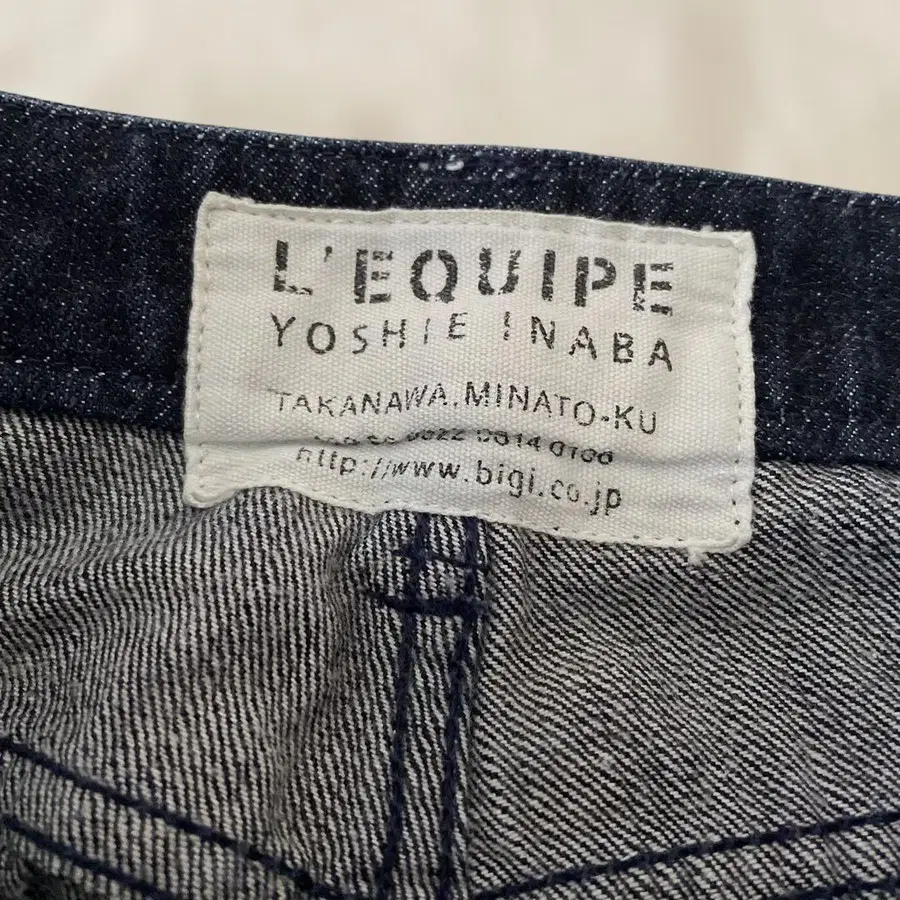 L'EQUIPE
YOSHIE INABA
TAKANAWA.MINATO-KU
http://www.bigi.co.jp